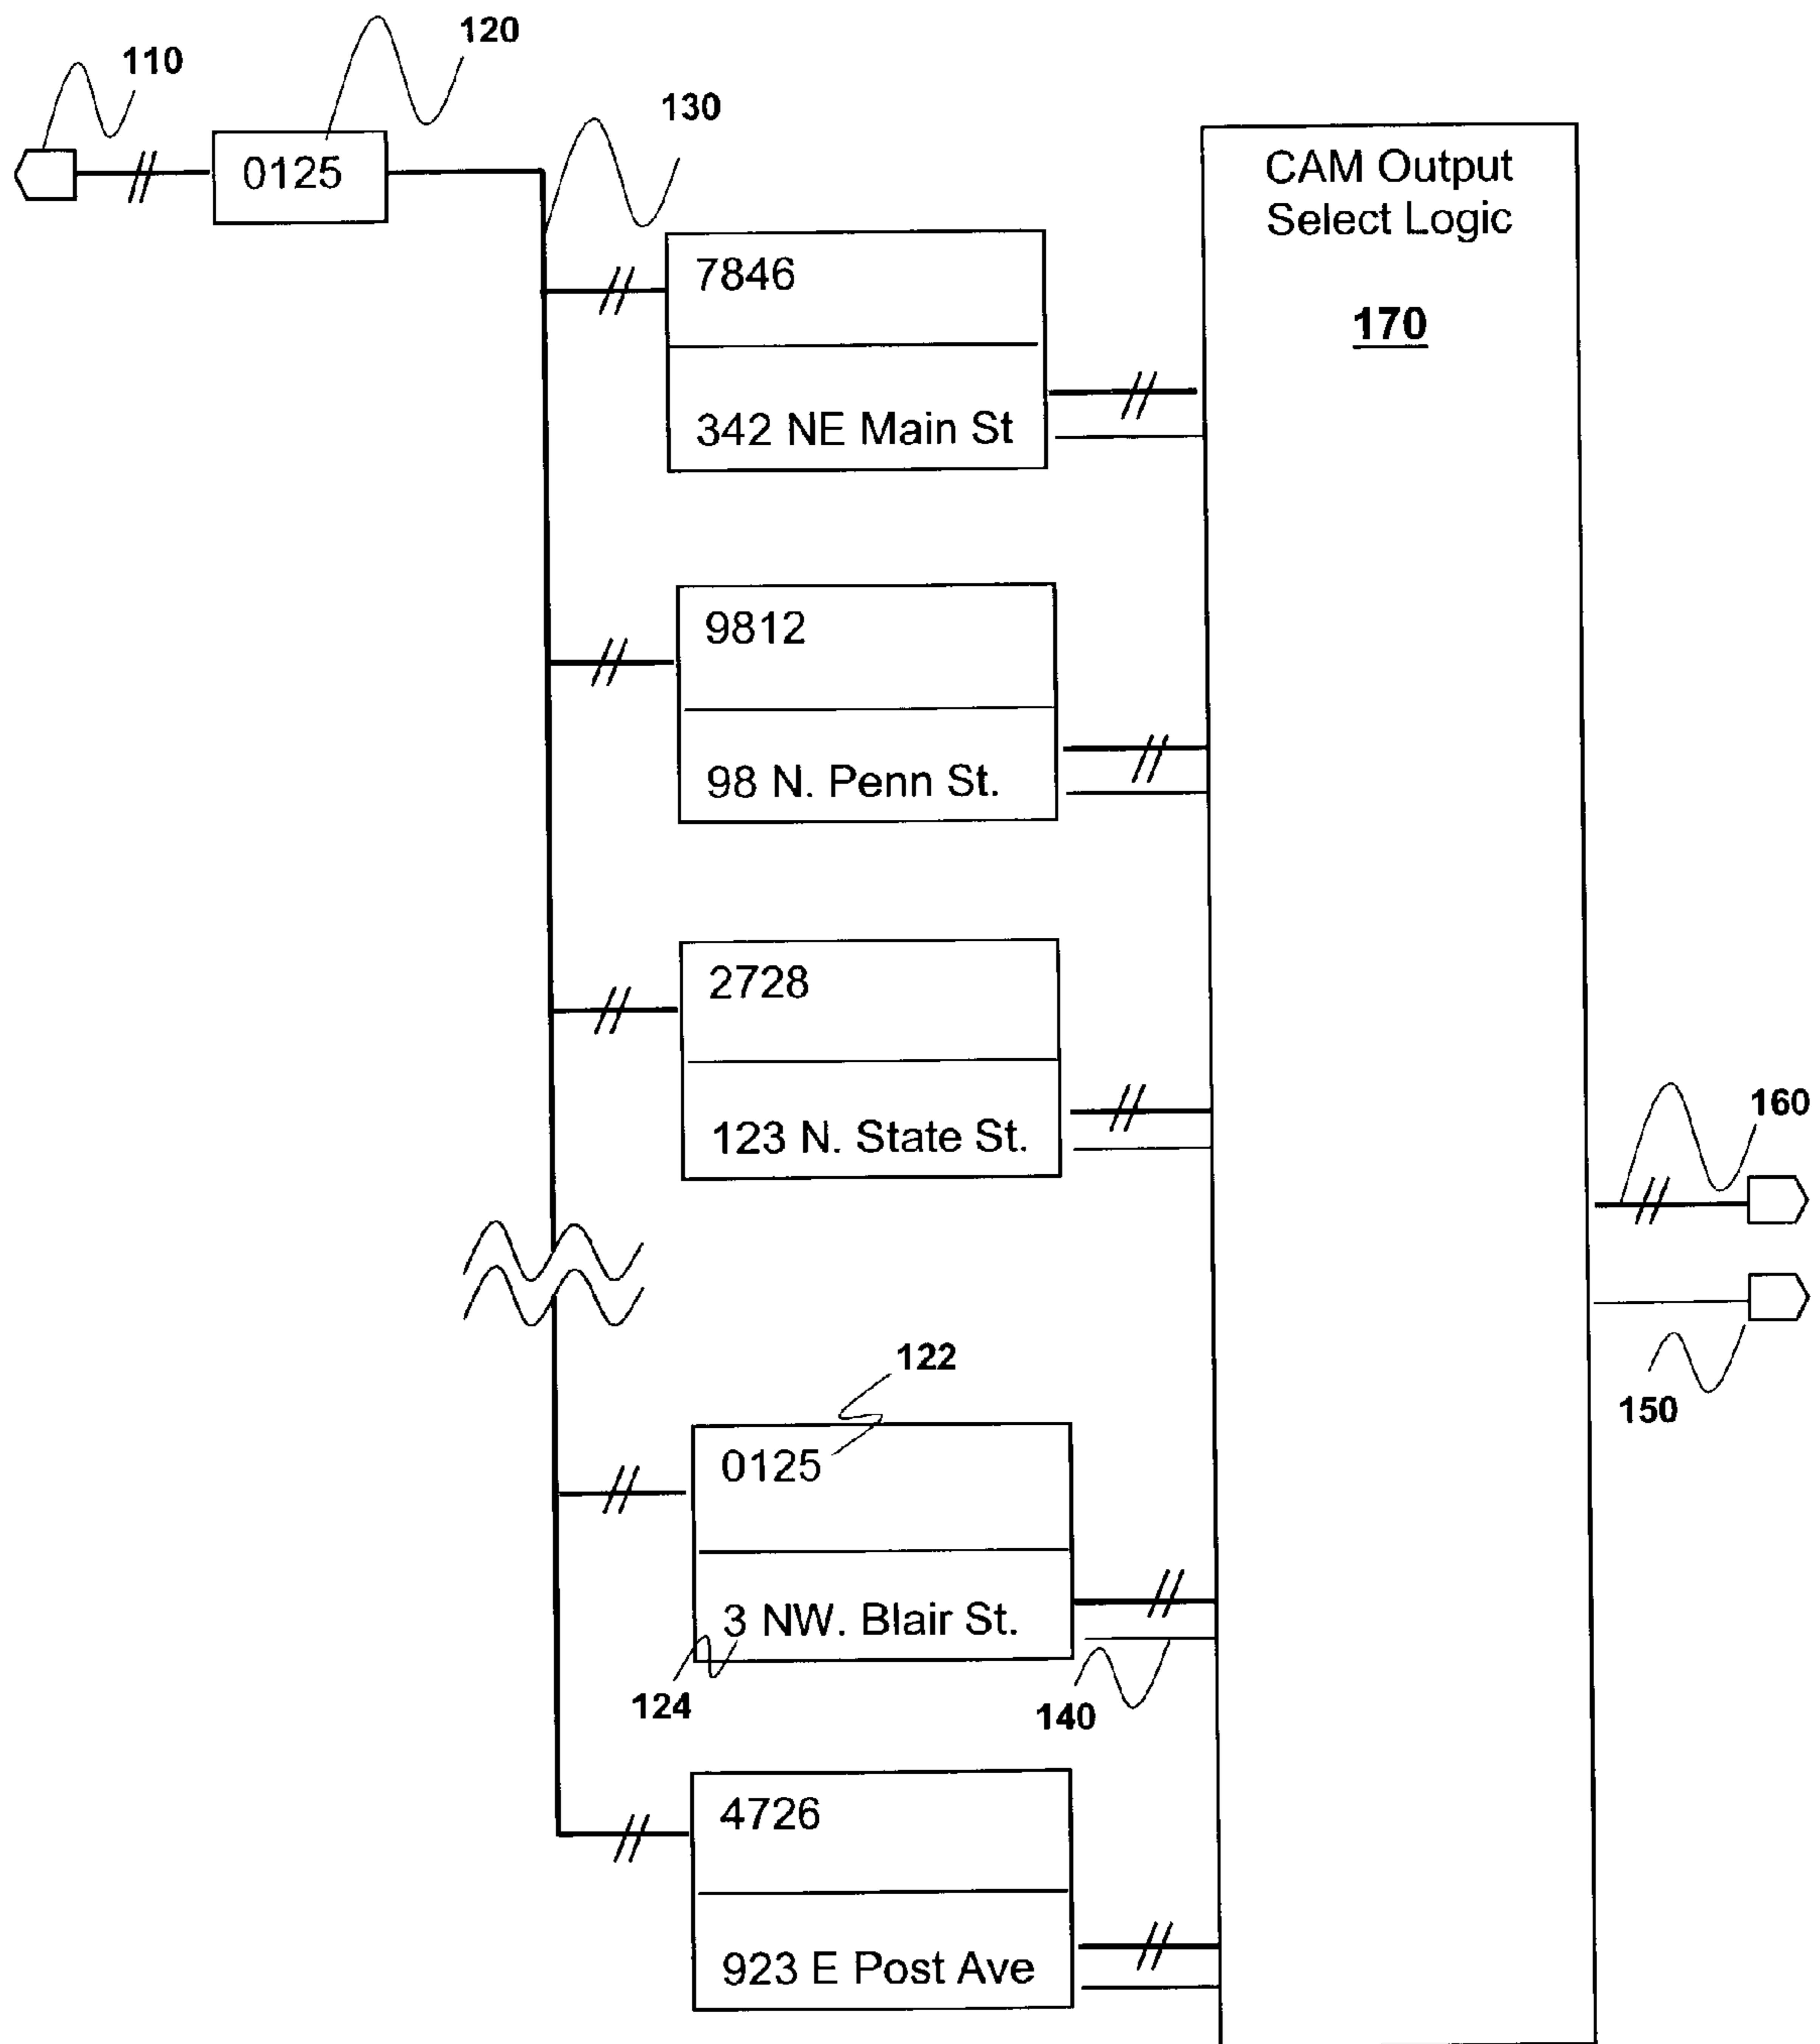 110
120
130
0125
CAM Output
Select Logic
170
7846
342 NE Main St
9812
98 N. Penn St.
2728
123 N. State St.
160
150
122
0125
3 NW. Blair St.
124
140
4726
923 E Post Ave